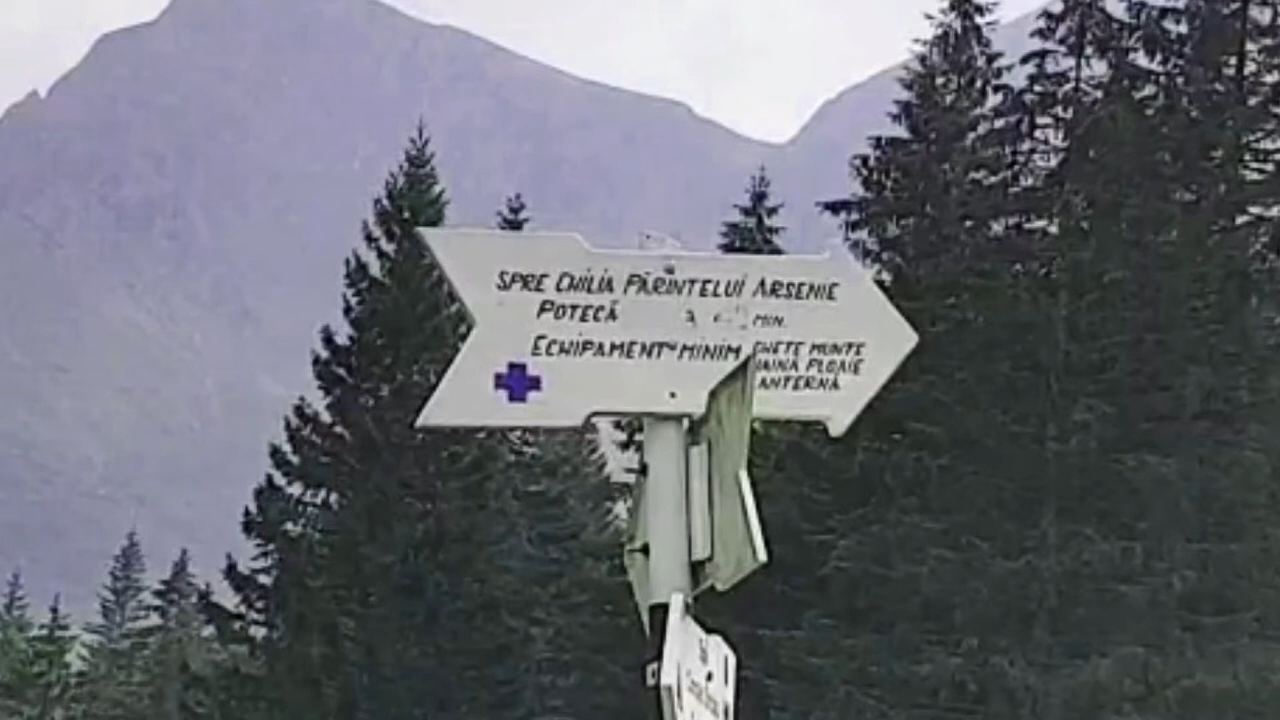 SPRE CHILIA PĂRINTELUI ARSENIE
POTECĂ MIN.
ECHIPAMENT MINIM GHETE MUNTE
HAINĂ PLOAIE
LANTERNĂ